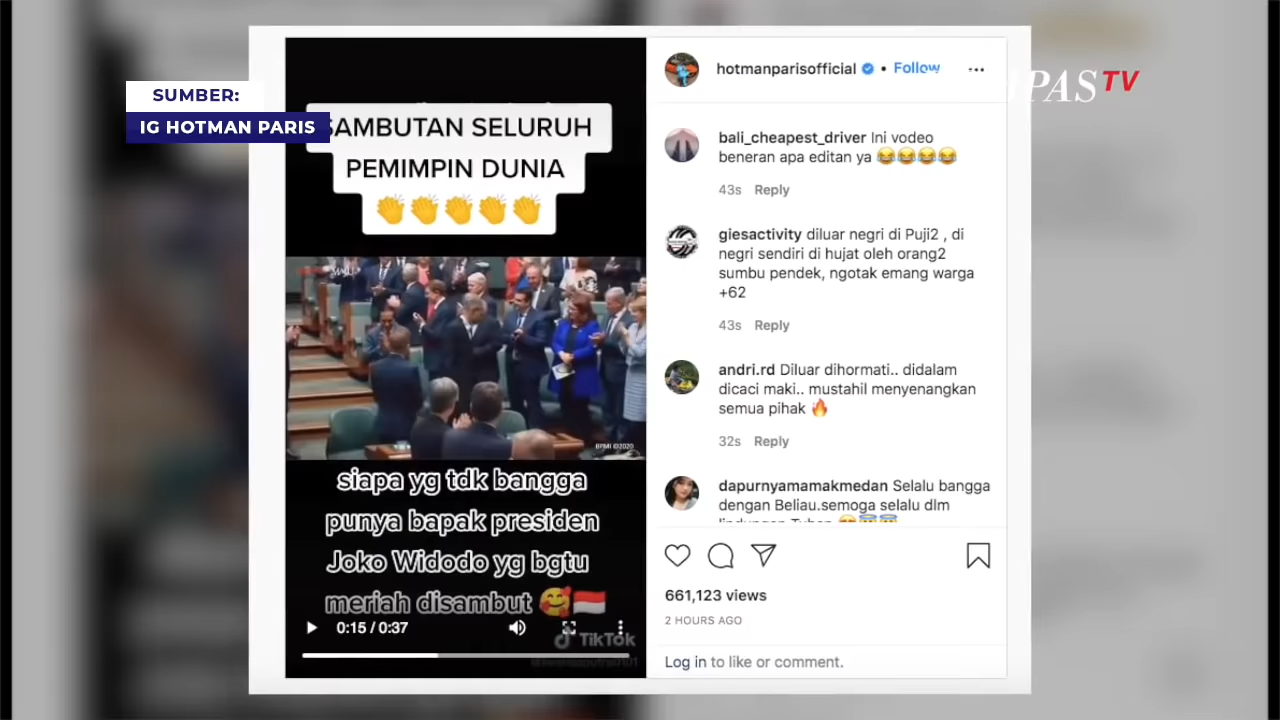 SUMBER:
IG HOTMAN PARIS
PAS TV
SAMBUTAN SELURUH
PEMIMPIN DUNIA
👏👏👏👏👏
BPMI ©2020
siapa yg tdk bangga
punya bapak presiden
Joko Widodo yg bgtu
meriah disambut 🥰🇮🇩
0:15 / 0:37
TikTok
hotmanparisofficial • Follow
bali_cheapest_driver Ini vodeo
beneran apa editan ya 😂😂😂😂
43s Reply
giesactivity diluar negri di Puji2 , di
negri sendiri di hujat oleh orang2
sumbu pendek, ngotak emang warga
+62
43s Reply
andri.rd Diluar dihormati.. didalam
dicaci maki.. mustahil menyenangkan
semua pihak 🔥
32s Reply
dapurnyamamakmedan Selalu bangga
dengan Beliau.semoga selalu dlm
661,123 views
2 HOURS AGO
Log in to like or comment.